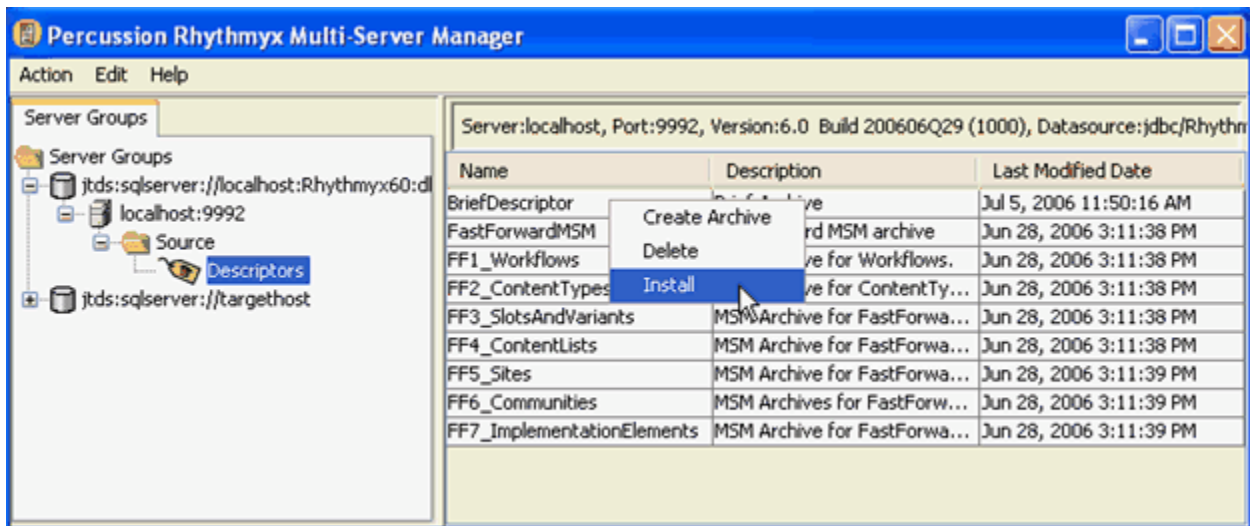 Percussion Rhythmyx Multi-Server Manager
Action Edit Help
Server Groups
Server Groups
jtds:sqlserver://localhost:Rhythmyx60:d
localhost:9992
Source
Descriptors
jtds:sqlserver://targethost
Server:localhost, Port:9992, Version:6.0 Build 200606Q29 (1000), Datasource:jdbc/Rhythm
Name Description Last Modified Date
BriefDescriptor Jul 5, 2006 11:50:16 AM
FastForwardMSM rd MSM archive Jun 28, 2006 3:11:38 PM
FF1_Workflows ve for Workflows. Jun 28, 2006 3:11:38 PM
FF2_ContentTypes ve for ContentTy... Jun 28, 2006 3:11:38 PM
FF3_SlotsAndVariants MSM Archive for FastForwa... Jun 28, 2006 3:11:38 PM
FF4_ContentLists MSM Archive for FastForwa... Jun 28, 2006 3:11:38 PM
FF5_Sites MSM Archive for FastForwa... Jun 28, 2006 3:11:39 PM
FF6_Communities MSM Archives for FastForw... Jun 28, 2006 3:11:39 PM
FF7_ImplementationElements MSM Archive for FastForwa... Jun 28, 2006 3:11:39 PM
Create Archive
Delete
Install